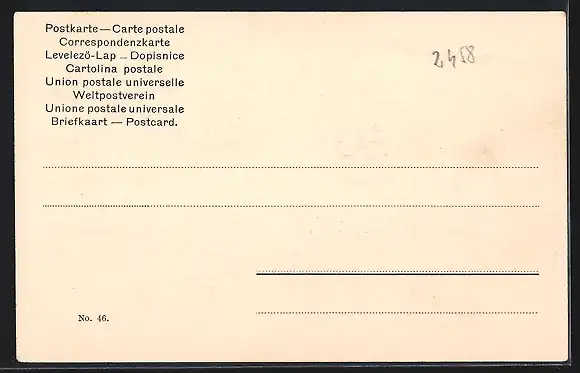 Postkarte — Carte postale
Correspondenzkarte
Levelezö-Lap — Dopisnice
Cartolina postale
Union postale universelle
Weltpostverein
Unione postale universale
Briefkaart — Postcard.
2458
No. 46.